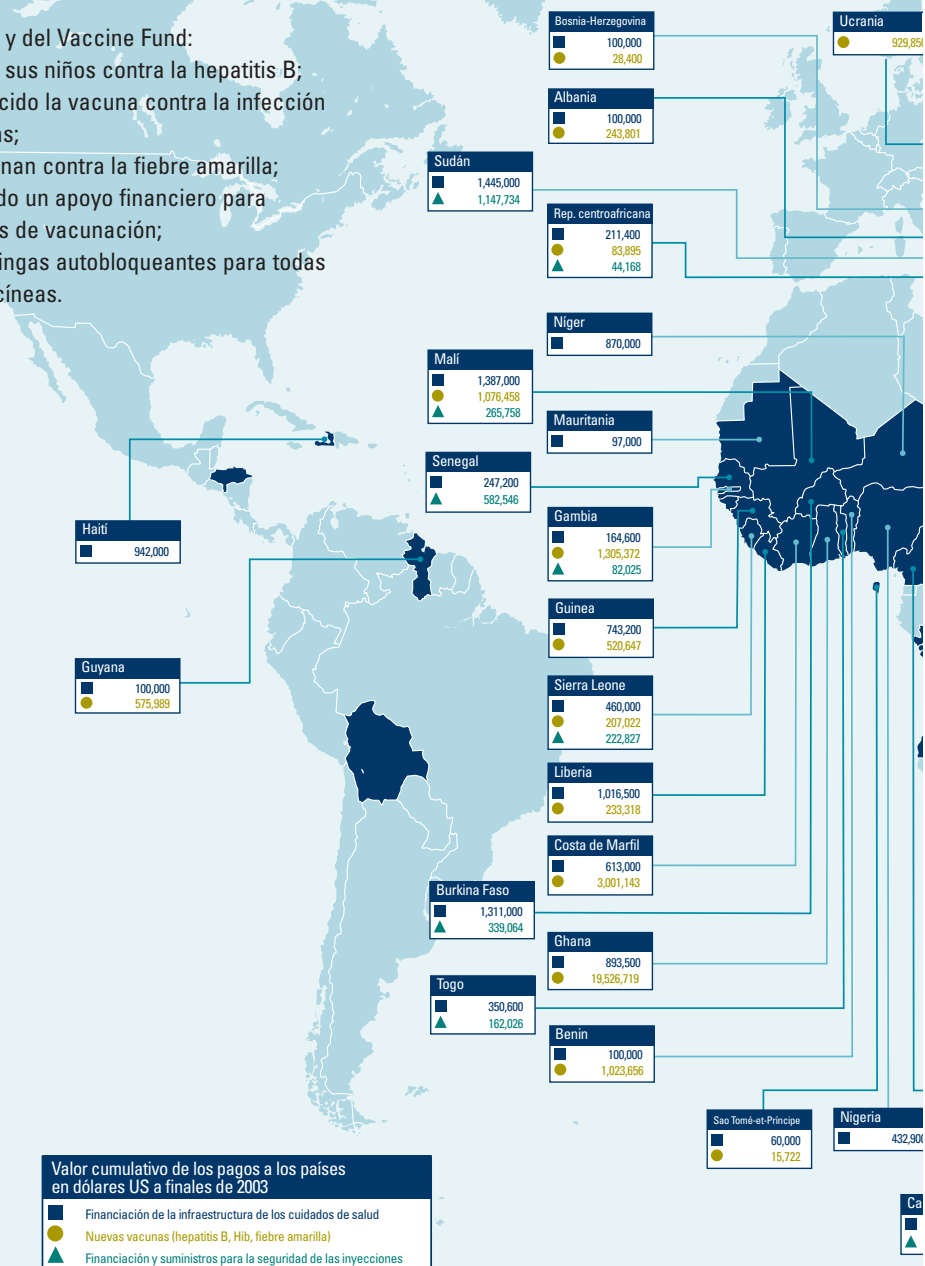 y del Vaccine Fund:
sus niños contra la hepatitis B;
cido la vacuna contra la infección
as;
nan contra la fiebre amarilla;
do un apoyo financiero para
s de vacunación;
ingas autobloqueantes para todas
cíneas.
Bosnia-Herzegovina
100,000
28,400
Ucrania
929,850
Albania
100,000
243,801
Sudán
1,445,000
1,147,734
Rep. centroafricana
211,400
83,895
44,168
Níger
870,000
Malí
1,387,000
1,076,458
265,758
Mauritania
97,000
Senegal
247,200
582,546
Gambia
164,600
1,305,372
82,025
Haití
942,000
Guinea
743,200
520,647
Guyana
100,000
575,989
Sierra Leone
460,000
207,022
222,827
Liberia
1,016,500
233,318
Costa de Marfil
613,000
3,001,143
Burkina Faso
1,311,000
339,064
Ghana
893,500
19,526,719
Togo
350,600
162,026
Benin
100,000
1,023,656
Sao Tomé-et-Príncipe
60,000
15,722
Nigeria
432,900
Ca
Valor cumulativo de los pagos a los países
en dólares US a finales de 2003
Financiación de la infraestructura de los cuidados de salud
Nuevas vacunas (hepatitis B, Hib, fiebre amarilla)
Financiación y suministros para la seguridad de las inyecciones